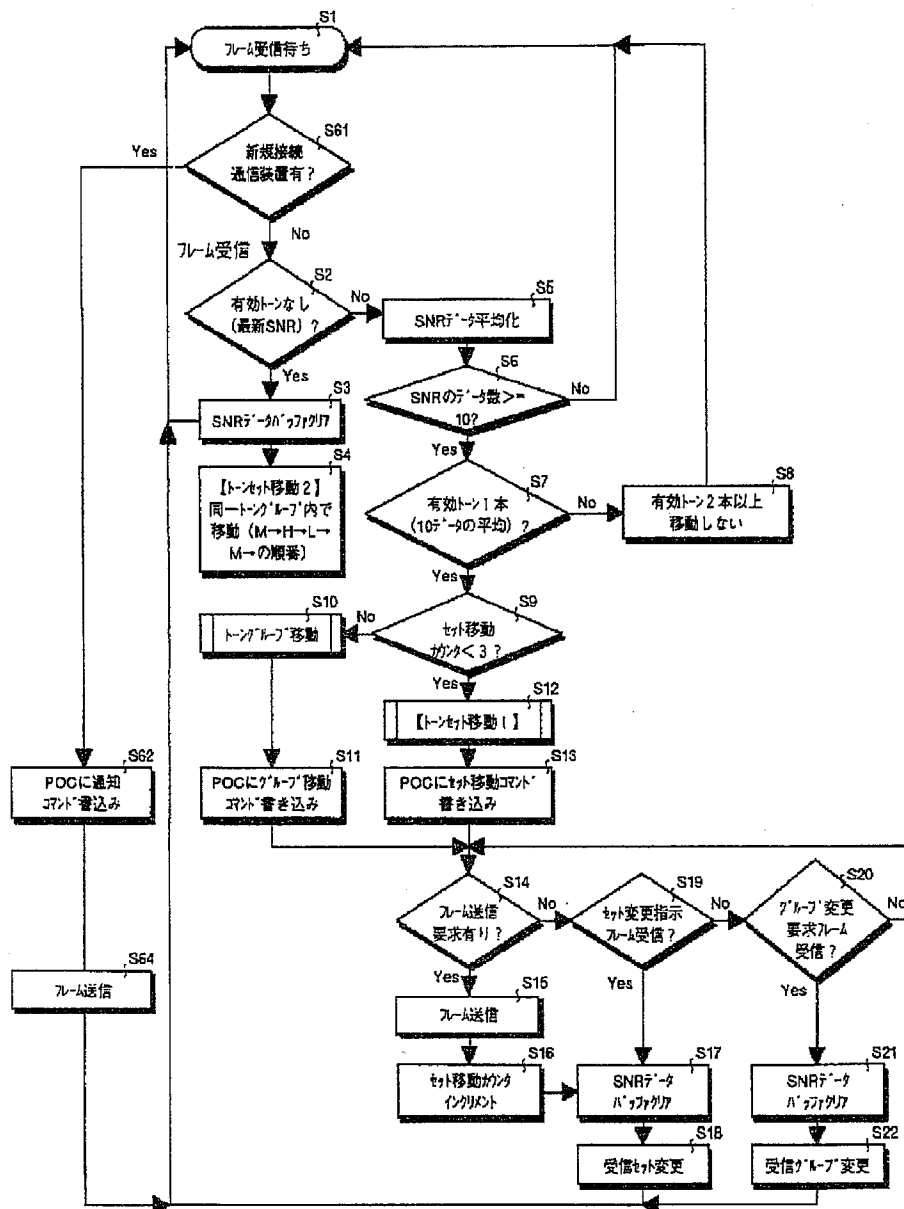 S1
フレーム受信待ち
S61
Yes
新規接続
通信装置有？
No
フレーム受信
S2
有効トーンなし
（最新SNR）？
No
S5
SNRデータ平均化
Yes
S3
SNRデータバッファクリア
S6
SNRのデータ数＞＝
10？
No
Yes
S4
【トーンセット移動２】
同一トーングループ内で
移動（M→H→L→
M→の順番）
S7
有効トーン1本
（10データの平均）？
No
S8
有効トーン２本以上
移動しない
Yes
S9
セット移動
カウンタ＜３？
No
S10
トーングループ移動
Yes
S12
【トーンセット移動１】
S62
POCに通知
コマンド書込み
S11
POCにグループ移動
コマンド書き込み
S13
POCにセット移動コマンド
書き込み
S14
フレーム送信
要求有り？
No
S19
セット変更指示
フレーム受信？
No
S20
グループ変更
要求フレーム
受信？
No
S64
フレーム送信
Yes
S15
フレーム送信
Yes
Yes
S16
セット移動カウンタ
インクリメント
S17
SNRデータ
バッファクリア
S21
SNRデータ
バッファクリア
S18
受信セット変更
S22
受信グループ変更